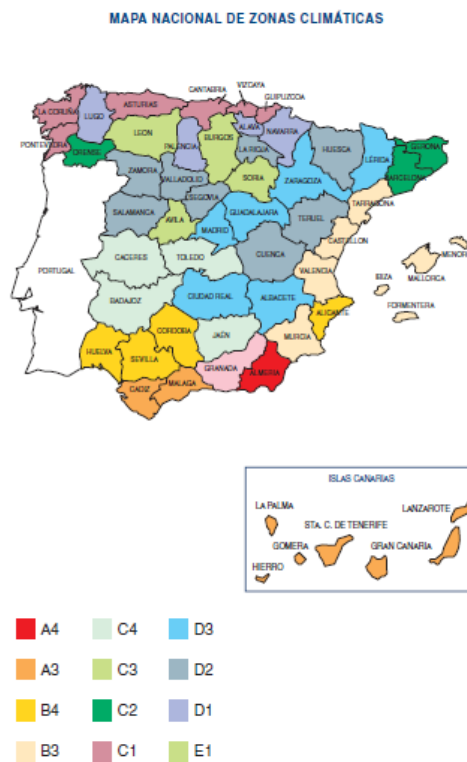 MAPA NACIONAL DE ZONAS CLIMÁTICAS
CANTABRIA VIZCAYA
GUIPUZCOA
LA CORUÑA LUGO ASTURIAS
ALAVA NAVARRA
PONTEVEDRA ORENSE LEON PALENCIA BURGOS LA RIOJA HUESCA LÉRIDA GERONA
BARCELONA
ZAMORA VALLADOLID SORIA ZARAGOZA
TARRAGONA
SEGOVIA
SALAMANCA AVILA MADRID GUADALAJARA TERUEL
CASTELLON MENOR
PORTUGAL CACERES TOLEDO CUENCA VALENCIA IBIZA MALLORCA
BADAJOZ CIUDAD REAL ALBACETE FORMENTERA
ALICANTE
HUELVA SEVILLA CORDOBA JAÉN MURCIA
GRANADA ALMERIA
CADIZ MALAGA
ISLAS CANARIAS
LA PALMA LANZAROTE
STA. C. DE TENERIFE
GOMERA GRAN CANARIA
HIERRO
A4 C4 D3
A3 C3 D2
B4 C2 D1
B3 C1 E1